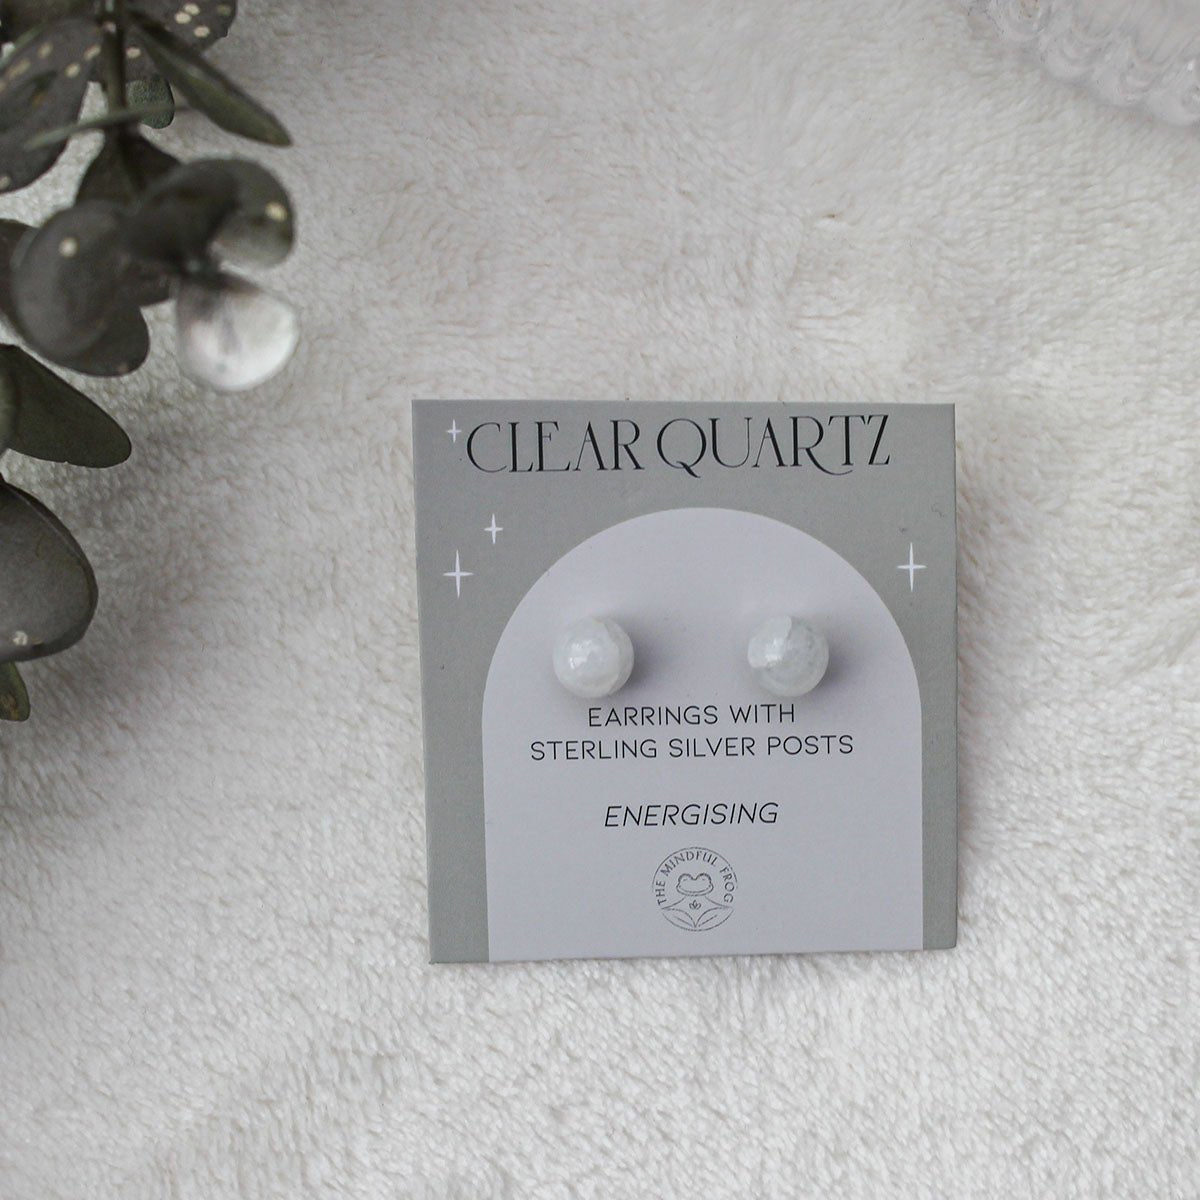 CLEAR QUARTZ
EARRINGS WITH
STERLING SILVER POSTS
ENERGISING
THE MINDFUL FROG